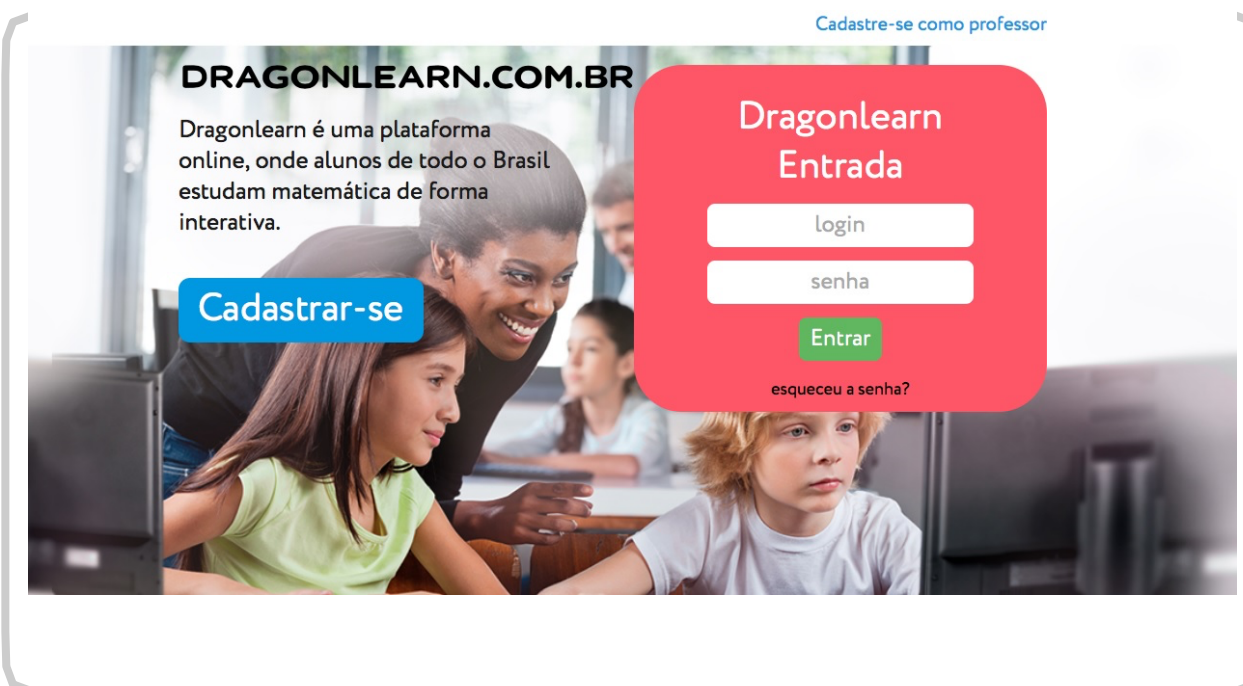 Cadastre-se como professor
DRAGONLEARN.COM.BR
Dragonlearn é uma plataforma
online, onde alunos de todo o Brasil
estudam matemática de forma
interativa.
Cadastrar-se
Dragonlearn
Entrada
login
senha
Entrar
esqueceu a senha?